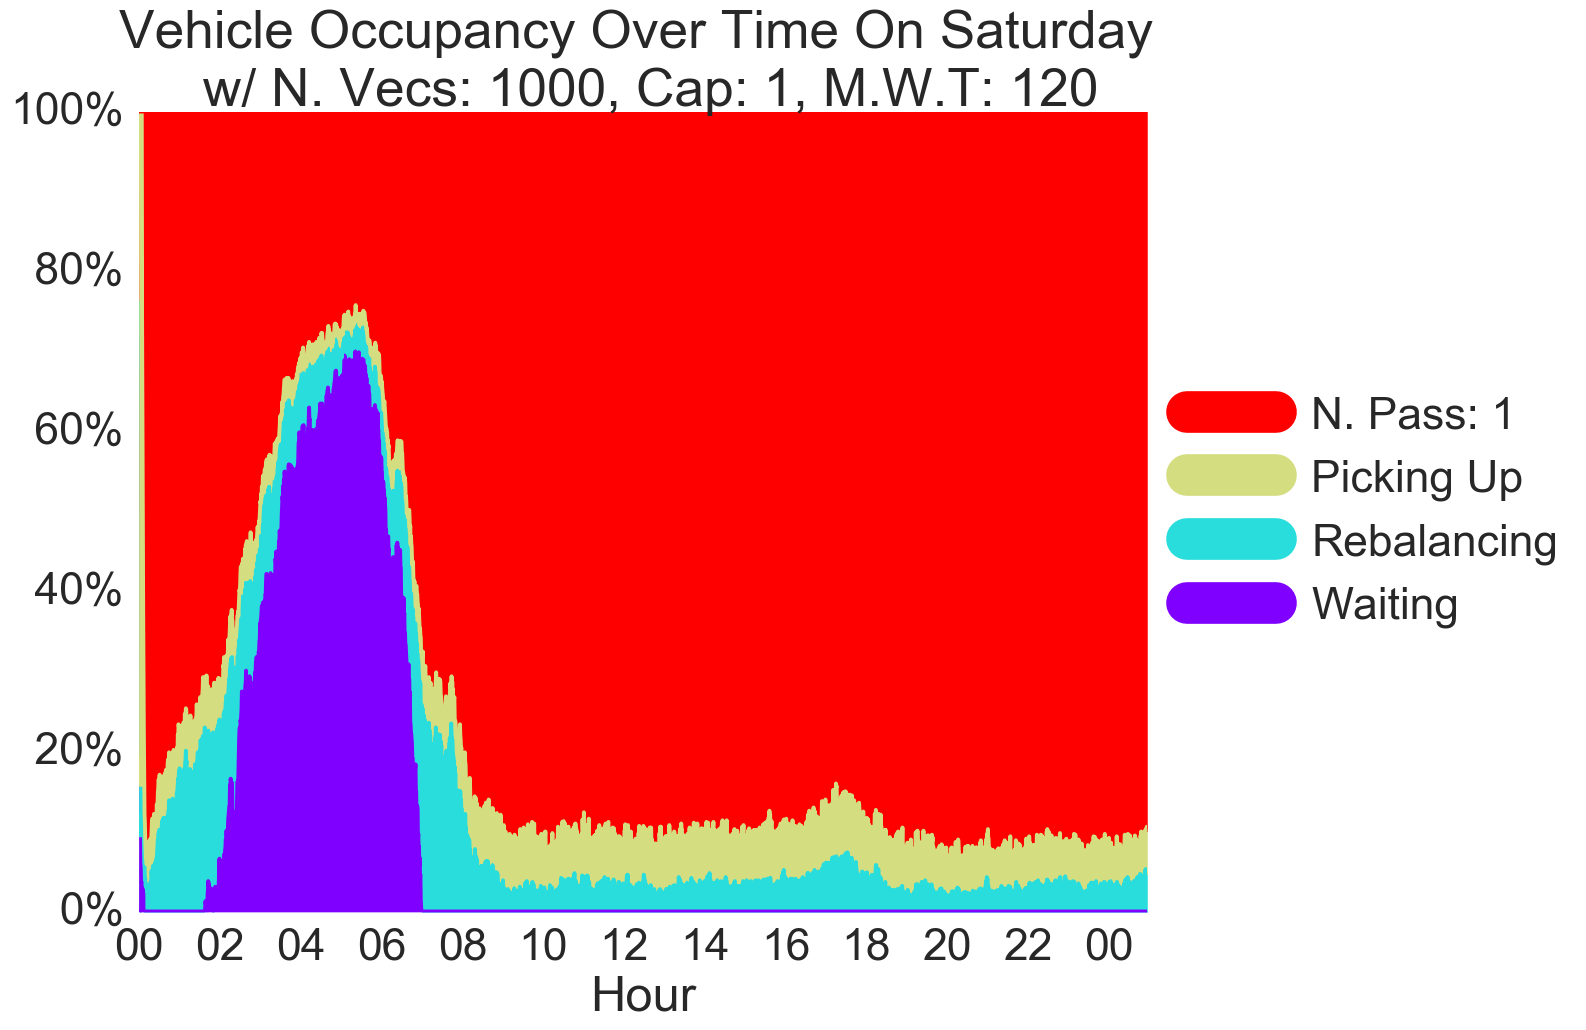 Vehicle Occupancy Over Time On Saturday
w/ N. Vecs: 1000, Cap: 1, M.W.T: 120
100%
80%
60%
40%
20%
0%
00 02 04 06 08 10 12 14 16 18 20 22 00
Hour
N. Pass: 1
Picking Up
Rebalancing
Waiting